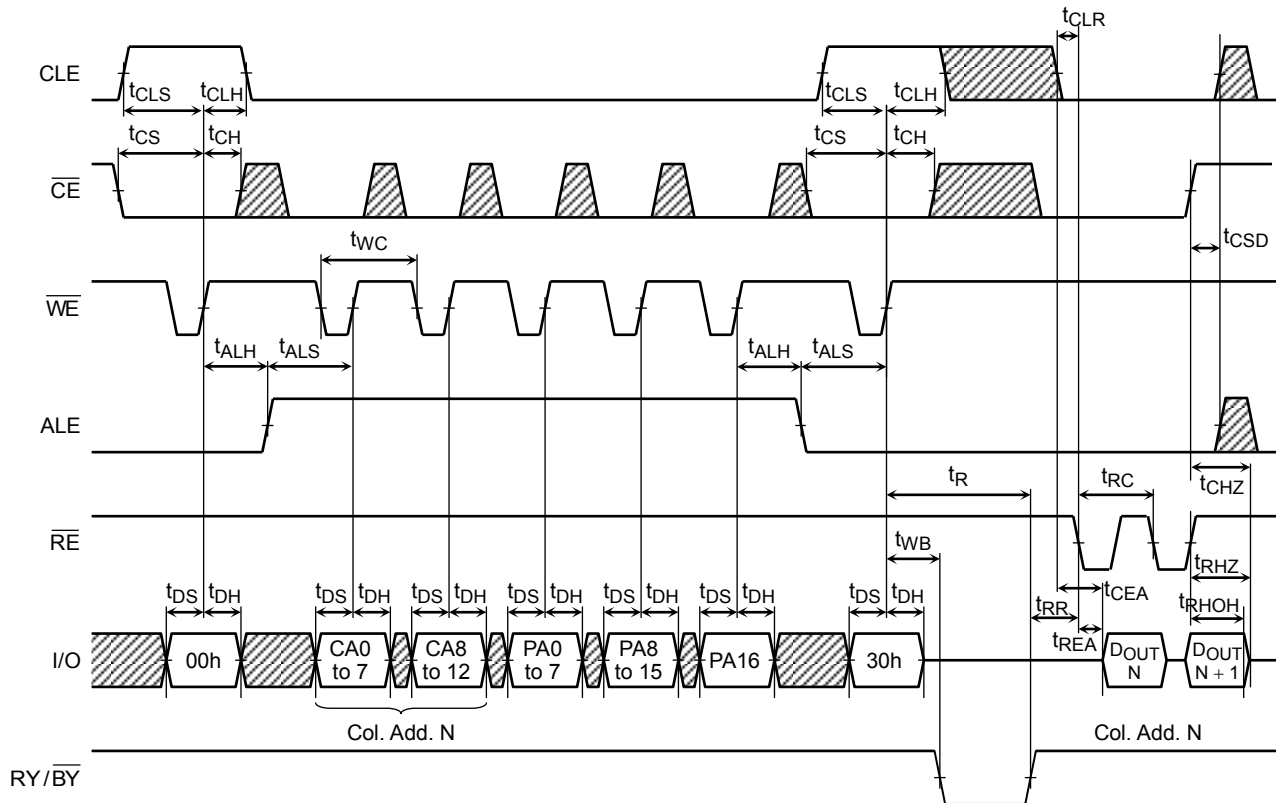 tCLR
CLE
tCLS tCLH tCLS tCLH
tCS tCH tCS tCH
CE
tWC tCSD
WE
tALH tALS tALH tALS
ALE
tR tRC tCHZ
RE
tWB tRHZ
tDS tDH tDS tDH tDS tDH tDS tDH tDS tDH tDS tDH tDS tDH tRR tCEA tRHOH
tREA
I/O 00h CA0 to 7 CA8 to 12 PA0 to 7 PA8 to 15 PA16 30h DOUT N DOUT N + 1
Col. Add. N Col. Add. N
RY/BY